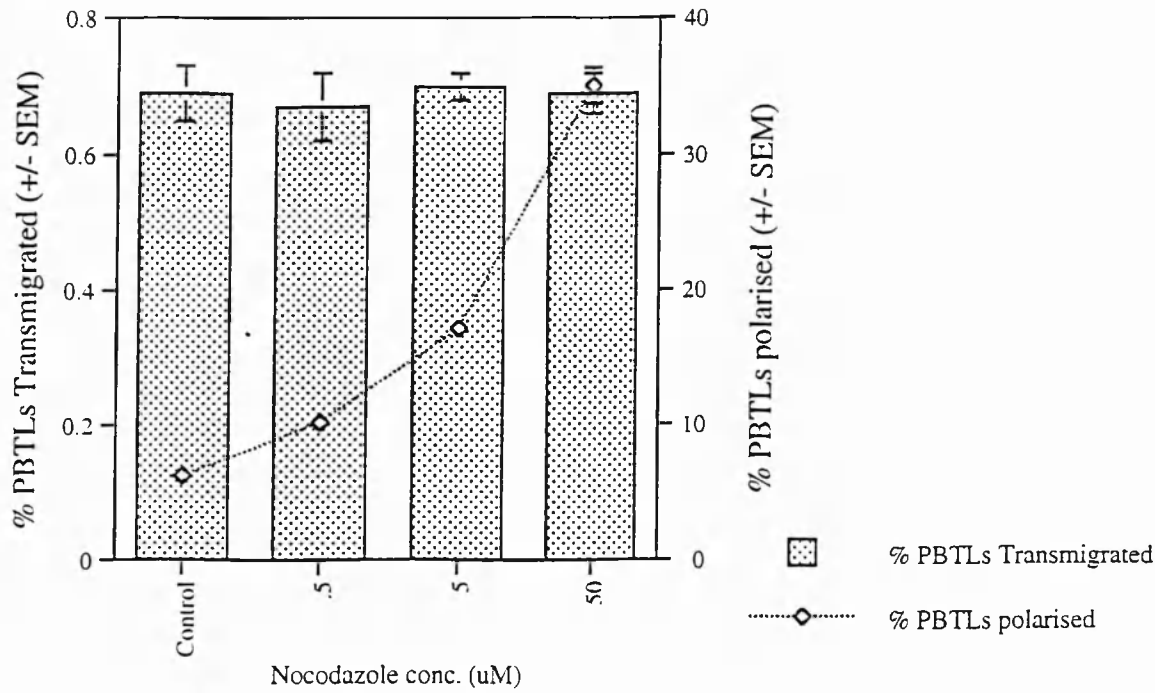 % PBTLs Transmigrated (+/- SEM)
0.8
0.6
0.4
0.2
0
40
30
20
10
0
% PBTLs polarised (+/- SEM)
Control
.5
5
50
Nocodazole conc. (uM)
% PBTLs Transmigrated
% PBTLs polarised